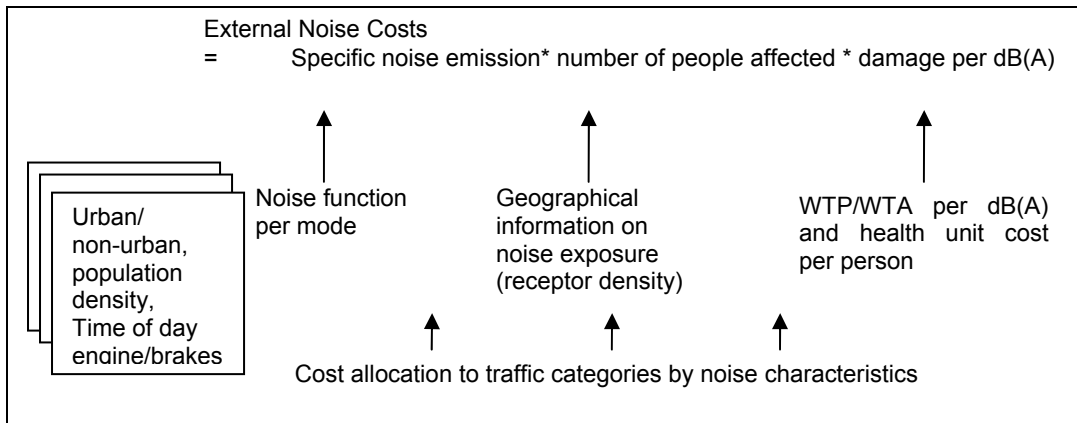 External Noise Costs
= Specific noise emission* number of people affected * damage per dB(A)
Urban/
non-urban,
population
density,
Time of day
engine/brakes
Noise function
per mode
Geographical
information on
noise exposure
(receptor density)
WTP/WTA per dB(A)
and health unit cost
per person
Cost allocation to traffic categories by noise characteristics